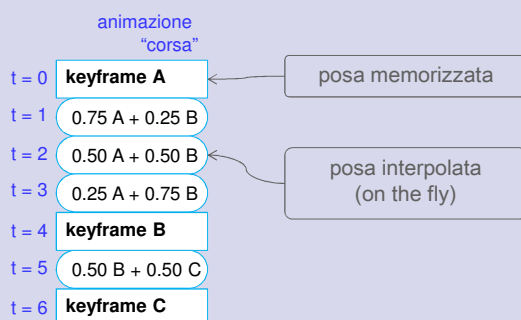 animazione
“corsa”
t = 0 keyframe A
posa memorizzata
t = 1 0.75 A + 0.25 B
t = 2 0.50 A + 0.50 B
posa interpolata
(on the fly)
t = 3 0.25 A + 0.75 B
t = 4 keyframe B
t = 5 0.50 B + 0.50 C
t = 6 keyframe C